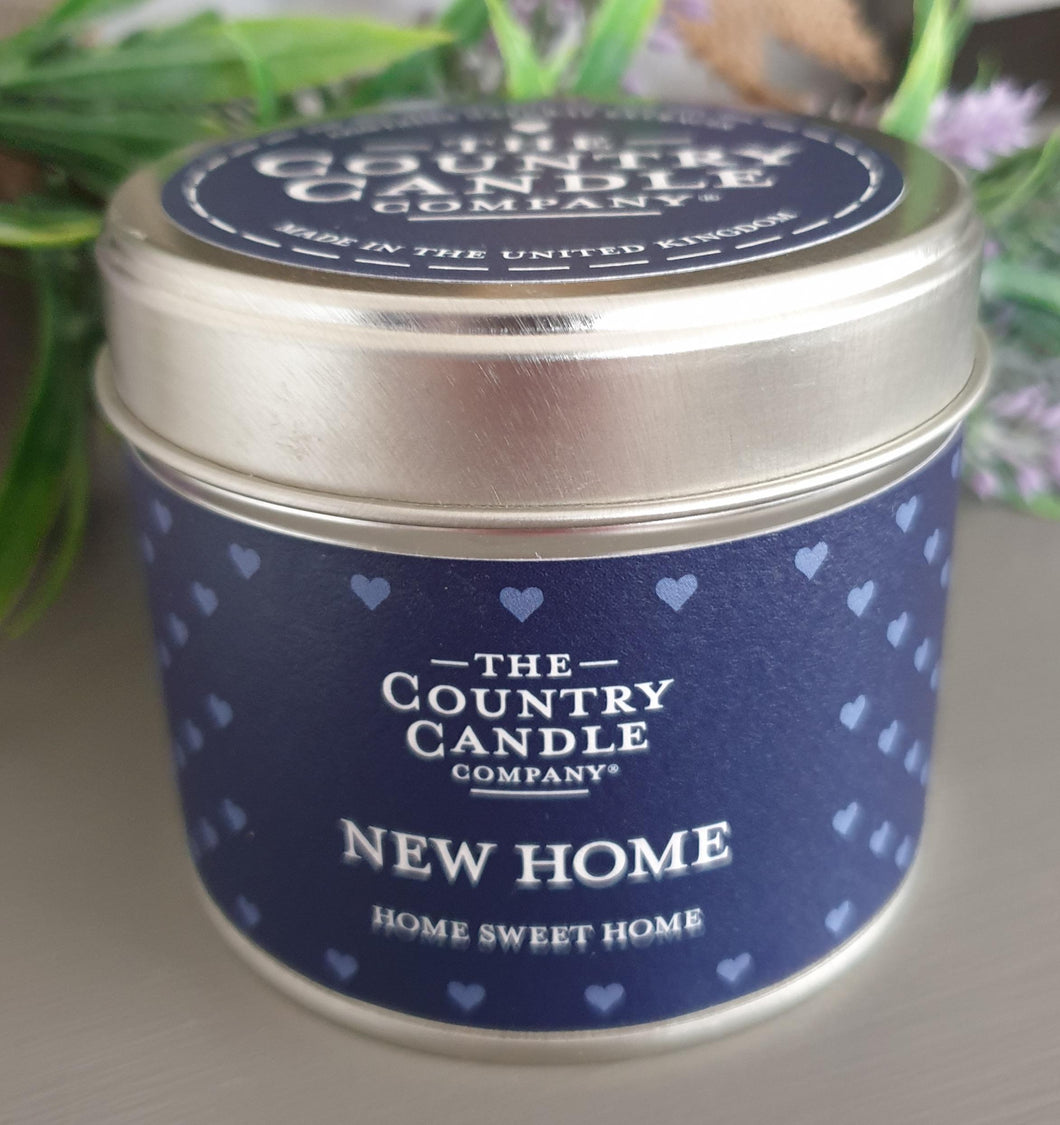 THE
COUNTRY
CANDLE
COMPANY®
MADE IN THE UNITED KINGDOM
THE
COUNTRY
CANDLE
COMPANY®
NEW HOME
HOME SWEET HOME